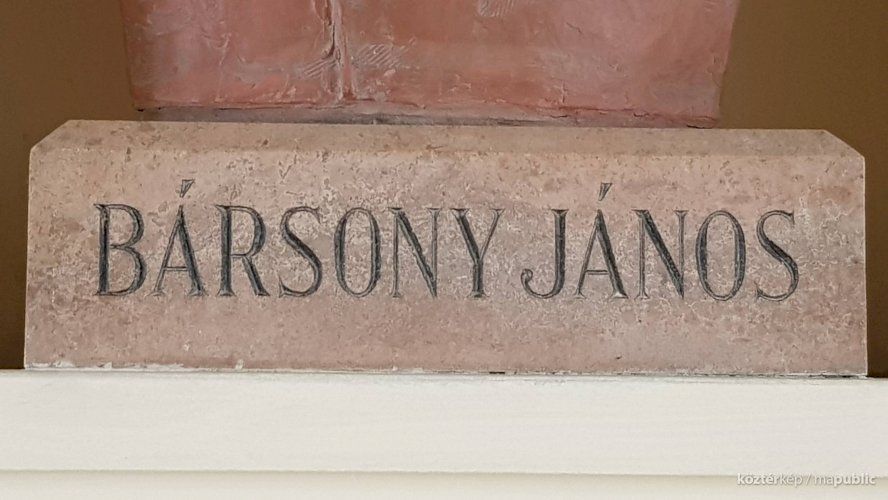 BÁRSONY JÁNOS
köztérkép / mapublic